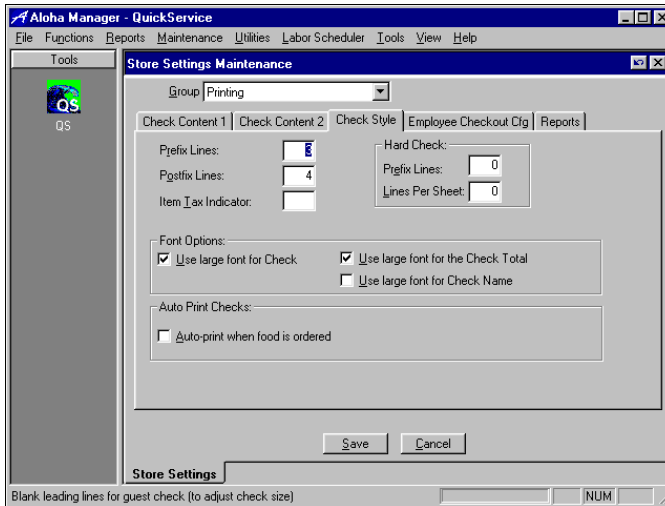 Aloha Manager - QuickService
File Functions Reports Maintenance Utilities Labor Scheduler Tools View Help
Tools
QS
QS
Store Settings Maintenance
Group Printing
Check Content 1 Check Content 2 Check Style Employee Checkout Cfg Reports
Prefix Lines: 3
Postfix Lines: 4
Item Tax Indicator:
Hard Check:
Prefix Lines: 0
Lines Per Sheet: 0
Font Options:
Use large font for Check
Use large font for the Check Total
Use large font for Check Name
Auto Print Checks:
Auto-print when food is ordered
Save Cancel
Store Settings
Blank leading lines for guest check (to adjust check size) NUM